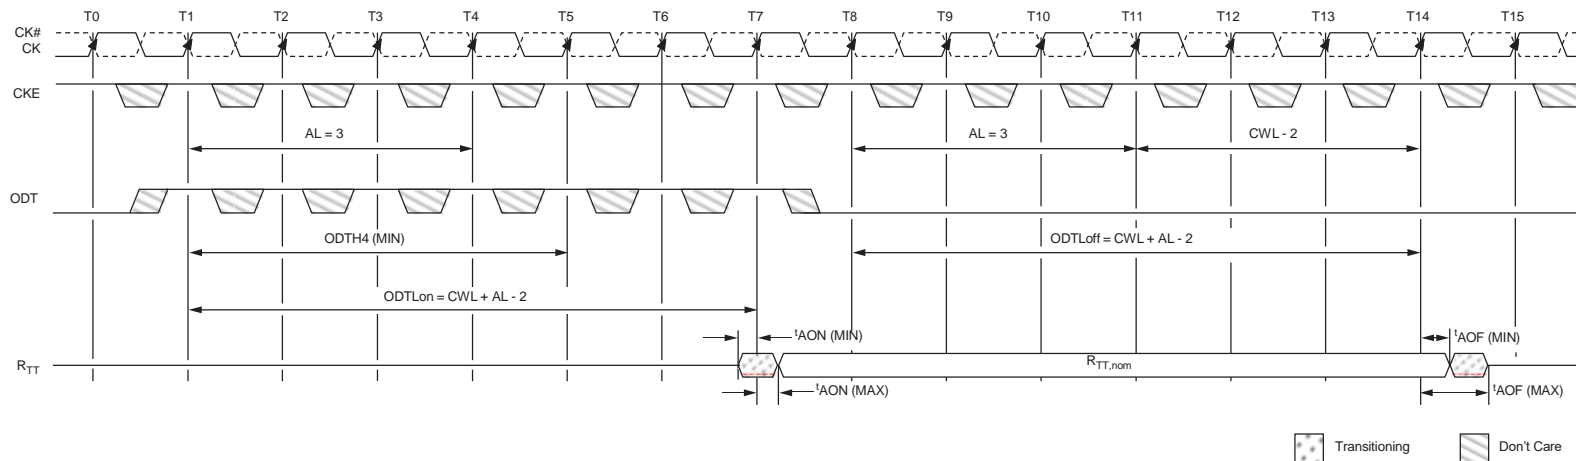 T0 T1 T2 T3 T4 T5 T6 T7 T8 T9 T10 T11 T12 T13 T14 T15
CK#
CK
CKE
AL = 3 AL = 3 CWL - 2
ODT
ODTH4 (MIN) ODTLoff = CWL + AL - 2
ODTLon = CWL + AL - 2
tAON (MIN) tAOF (MIN)
RTT RTT,nom
tAON (MAX) tAOF (MAX)
Transitioning Don't Care